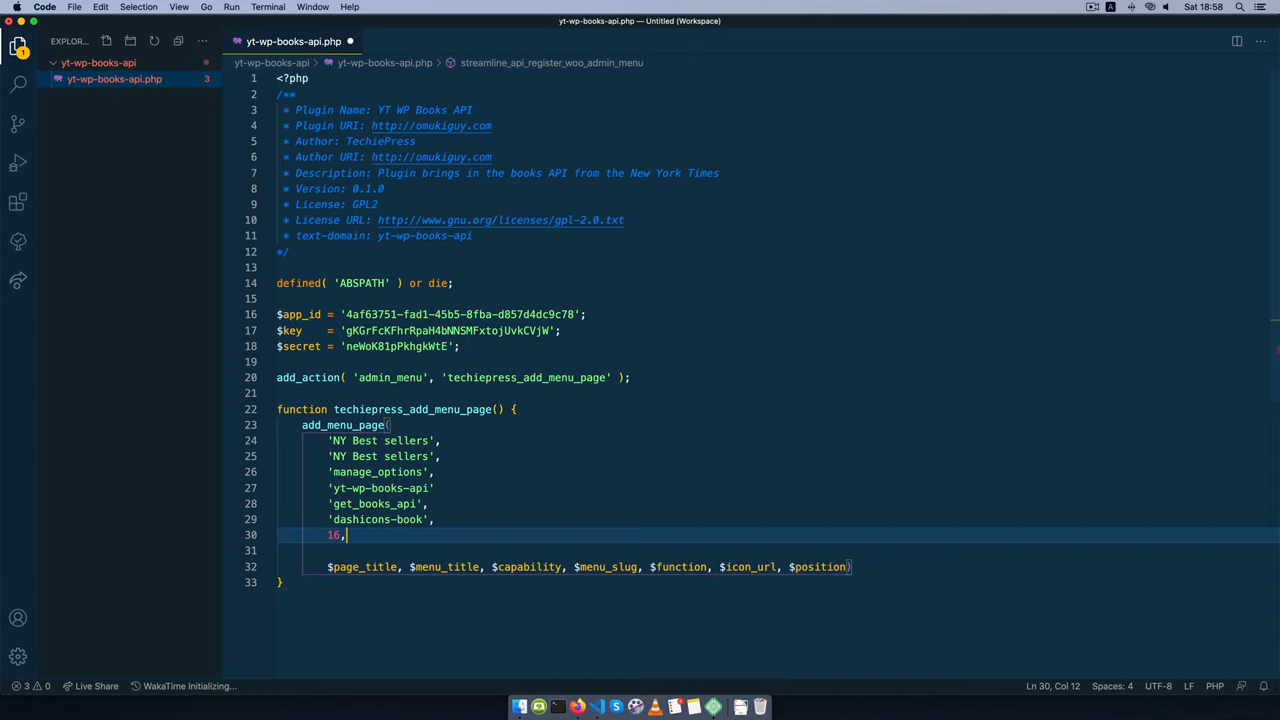 Code File Edit Selection View Go Run Terminal Window Help Sat 18:58
yt-wp-books-api.php — Untitled (Workspace)
EXPLOR... yt-wp-books-api.php
yt-wp-books-api yt-wp-books-api › yt-wp-books-api.php › streamline_api_register_woo_admin_menu
yt-wp-books-api.php 3
1 <?php
2 /**
3 * Plugin Name: YT WP Books API
4 * Plugin URI: http://omukiguy.com
5 * Author: TechiePress
6 * Author URI: http://omukiguy.com
7 * Description: Plugin brings in the books API from the New York Times
8 * Version: 0.1.0
9 * License: GPL2
10 * License URL: http://www.gnu.org/licenses/gpl-2.0.txt
11 * text-domain: yt-wp-books-api
12 */
13
14 defined( 'ABSPATH' ) or die;
15
16 $app_id = '4af63751-fad1-45b5-8fba-d857d4dc9c78';
17 $key = 'gKGrFcKFhrRpaH4bNNSMFxtojUvkCVjW';
18 $secret = 'neWoK81pPkhgkWtE';
19
20 add_action( 'admin_menu', 'techiepress_add_menu_page' );
21
22 function techiepress_add_menu_page() {
23 add_menu_page(
24 'NY Best sellers',
25 'NY Best sellers',
26 'manage_options',
27 'yt-wp-books-api'
28 'get_books_api',
29 'dashicons-book',
30 16,
31
32 $page_title, $menu_title, $capability, $menu_slug, $function, $icon_url, $position)
33 }
3 0 Live Share WakaTime Initializing... Ln 30, Col 12 Spaces: 4 UTF-8 LF PHP